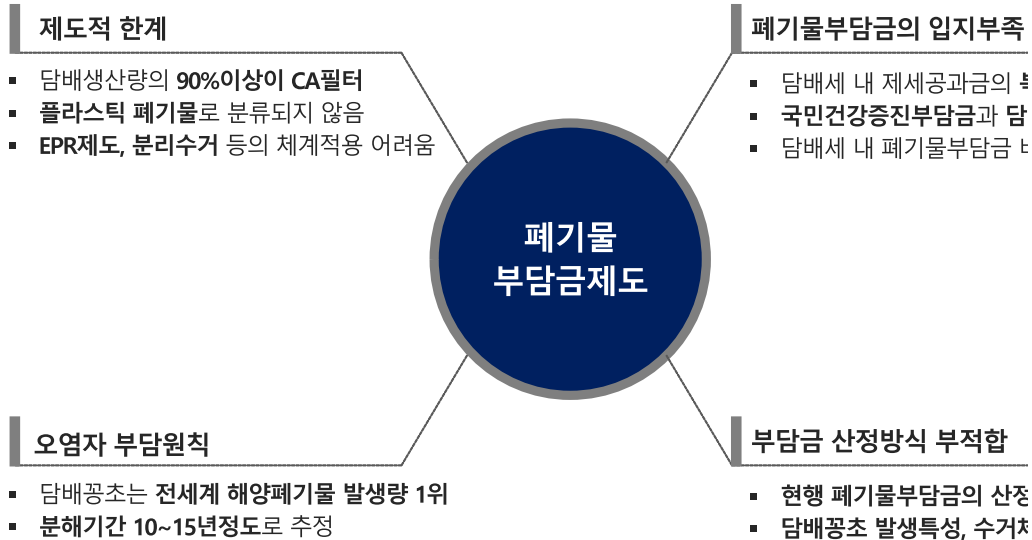 제도적 한계
▪ 담배생산량의 90%이상이 CA필터
▪ 플라스틱 폐기물로 분류되지 않음
▪ EPR제도, 분리수거 등의 체계적용 어려움
폐기물부담금의 입지부족
▪ 담배세 내 제세공과금의
▪ 국민건강증진부담금과
▪ 담배세 내 폐기물부담금
폐기물
부담금제도
오염자 부담원칙
▪ 담배꽁초는 전세계 해양폐기물 발생량 1위
▪ 분해기간 10~15년정도로 추정
부담금 산정방식 부적합
▪ 현행 폐기물부담금의
▪ 담배꽁초 발생특성,